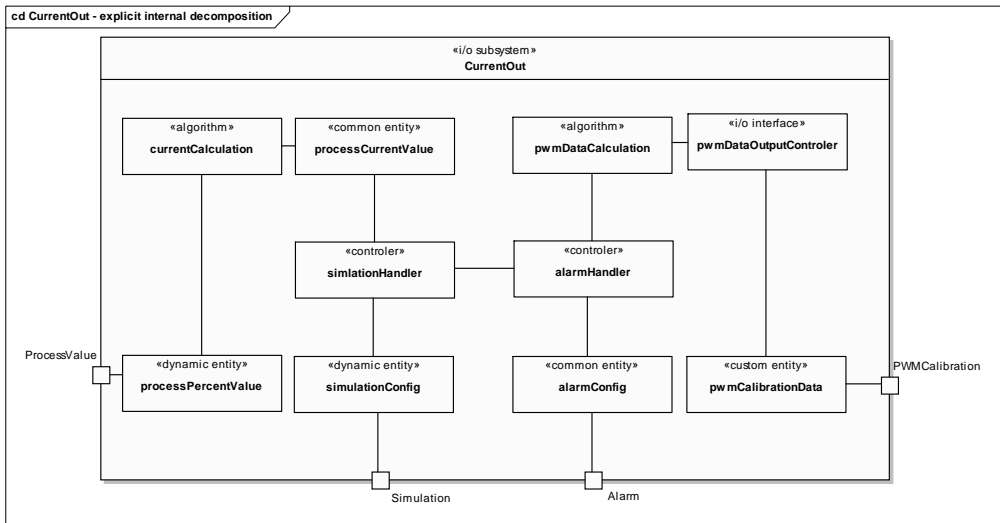 cd CurrentOut - explicit internal decomposition
«i/o subsystem»
CurrentOut
«algorithm»
currentCalculation
«common entity»
processCurrentValue
«algorithm»
pwmDataCalculation
«i/o interface»
pwmDataOutputControler
«controler»
simlationHandler
«controler»
alarmHandler
ProcessValue
«dynamic entity»
processPercentValue
«dynamic entity»
simulationConfig
«common entity»
alarmConfig
«custom entity»
pwmCalibrationData
PWMCalibration
Simulation
Alarm